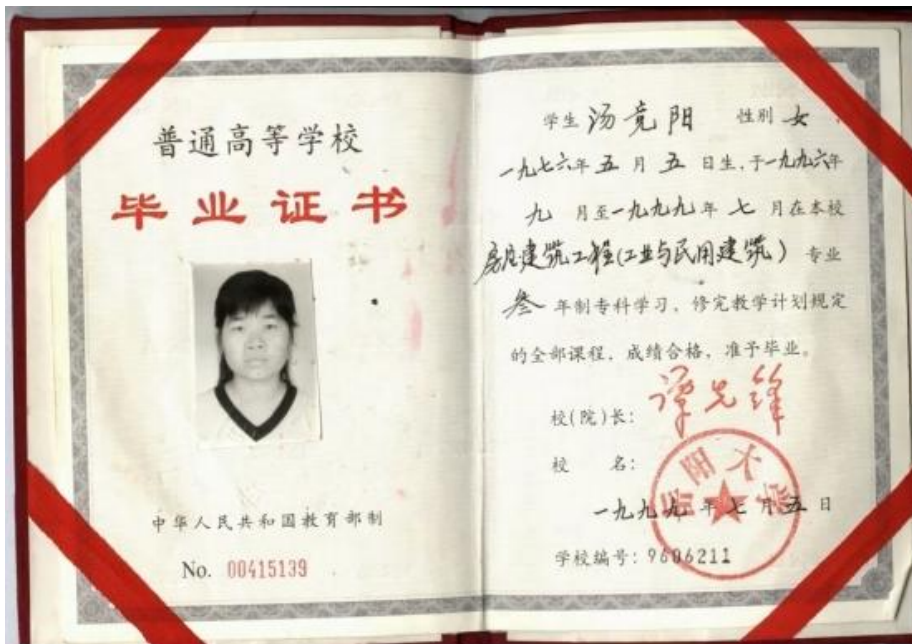 普通高等学校
毕业证书
中华人民共和国教育部制
No. 00415139
学生 汤竞阳 性别 女,
一九七六年五月五日生,于一九九六年
九月至一九九九年七月在本校
房屋建筑工程(工业与民用建筑)专业
叁年制专科学习,修完教学计划规定
的全部课程,成绩合格,准予毕业。
校(院)长:
校 名:
岳阳大学
一九九九年七月五日
学校编号:9606211